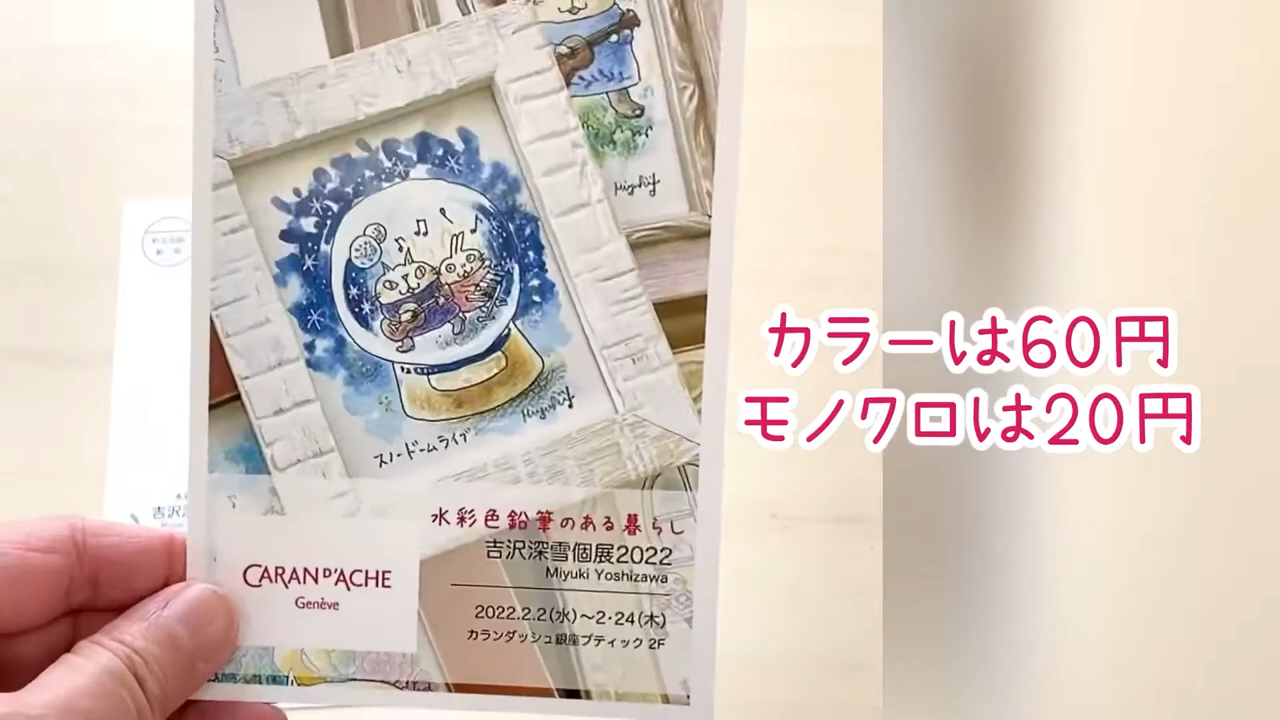 Miyuki.Y
スノードームライブ
Miyuki.Y
水彩色鉛筆のある暮らし
吉沢深雪個展2022
Miyuki Yoshizawa
CARAN D'ACHE
Genève
2022.2.2(水)～2・24(木)
カランダッシュ銀座ブティック 2F
吉沢深
カラーは60円
モノクロは20円